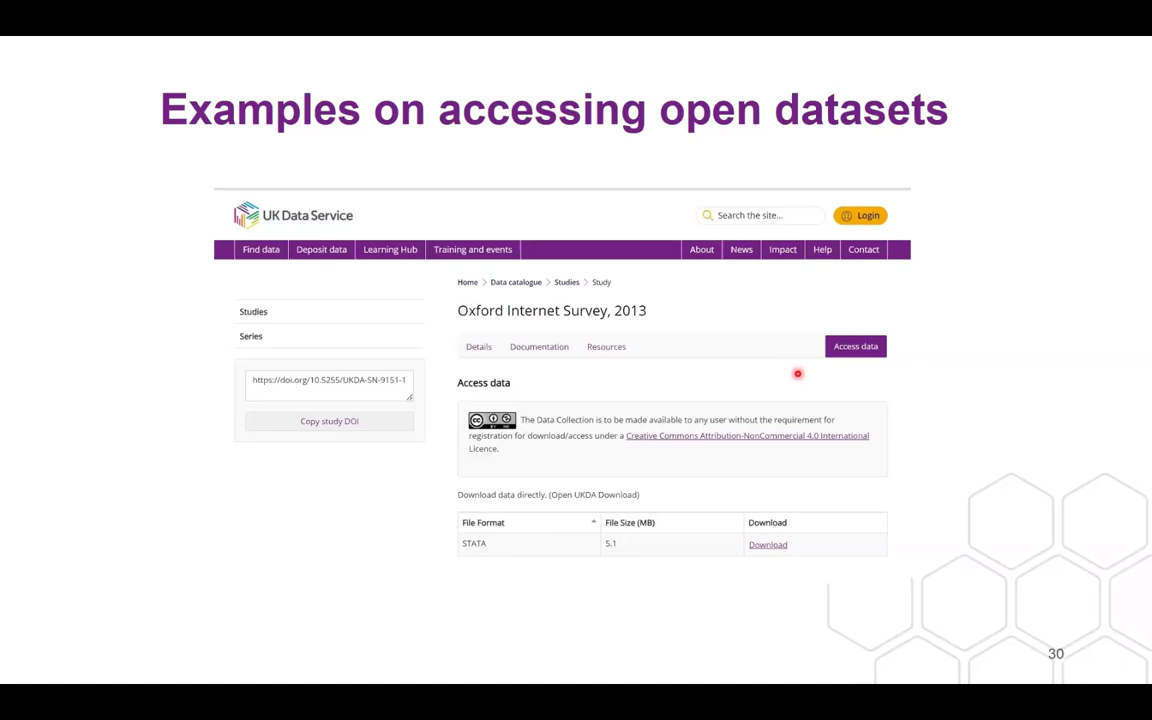 Examples on accessing open datasets
UK Data Service
Search the site...
Login
Find data Deposit data Learning Hub Training and events About News Impact Help Contact
Home Data catalogue Studies Study
Studies
Series
https://doi.org/10.5255/UKDA-SN-9151-1
Copy study DOI
Oxford Internet Survey, 2013
Details Documentation Resources Access data
Access data
The Data Collection is to be made available to any user without the requirement for
registration for download/access under a Creative Commons Attribution-NonCommercial 4.0 International
Licence.
Download data directly. (Open UKDA Download)
File Format File Size (MB) Download
STATA 5.1 Download
30